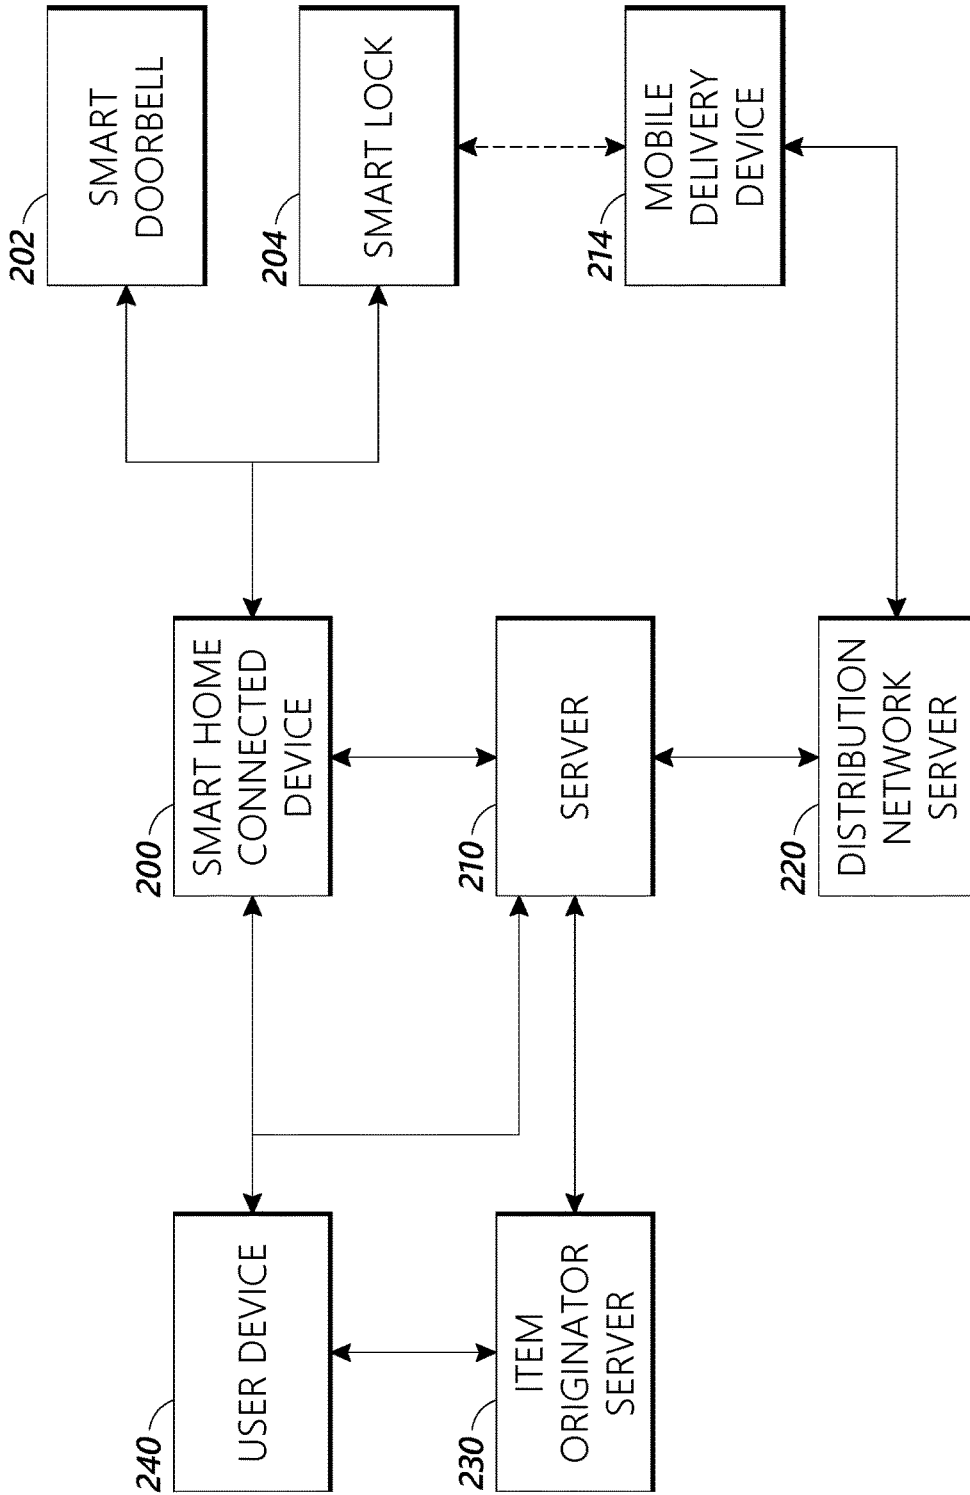 240
USER DEVICE
200
SMART HOME
CONNECTED
DEVICE
202
SMART
DOORBELL
204
SMART LOCK
230
ITEM
ORIGINATOR
SERVER
210
SERVER
214
MOBILE
DELIVERY
DEVICE
220
DISTRIBUTION
NETWORK
SERVER